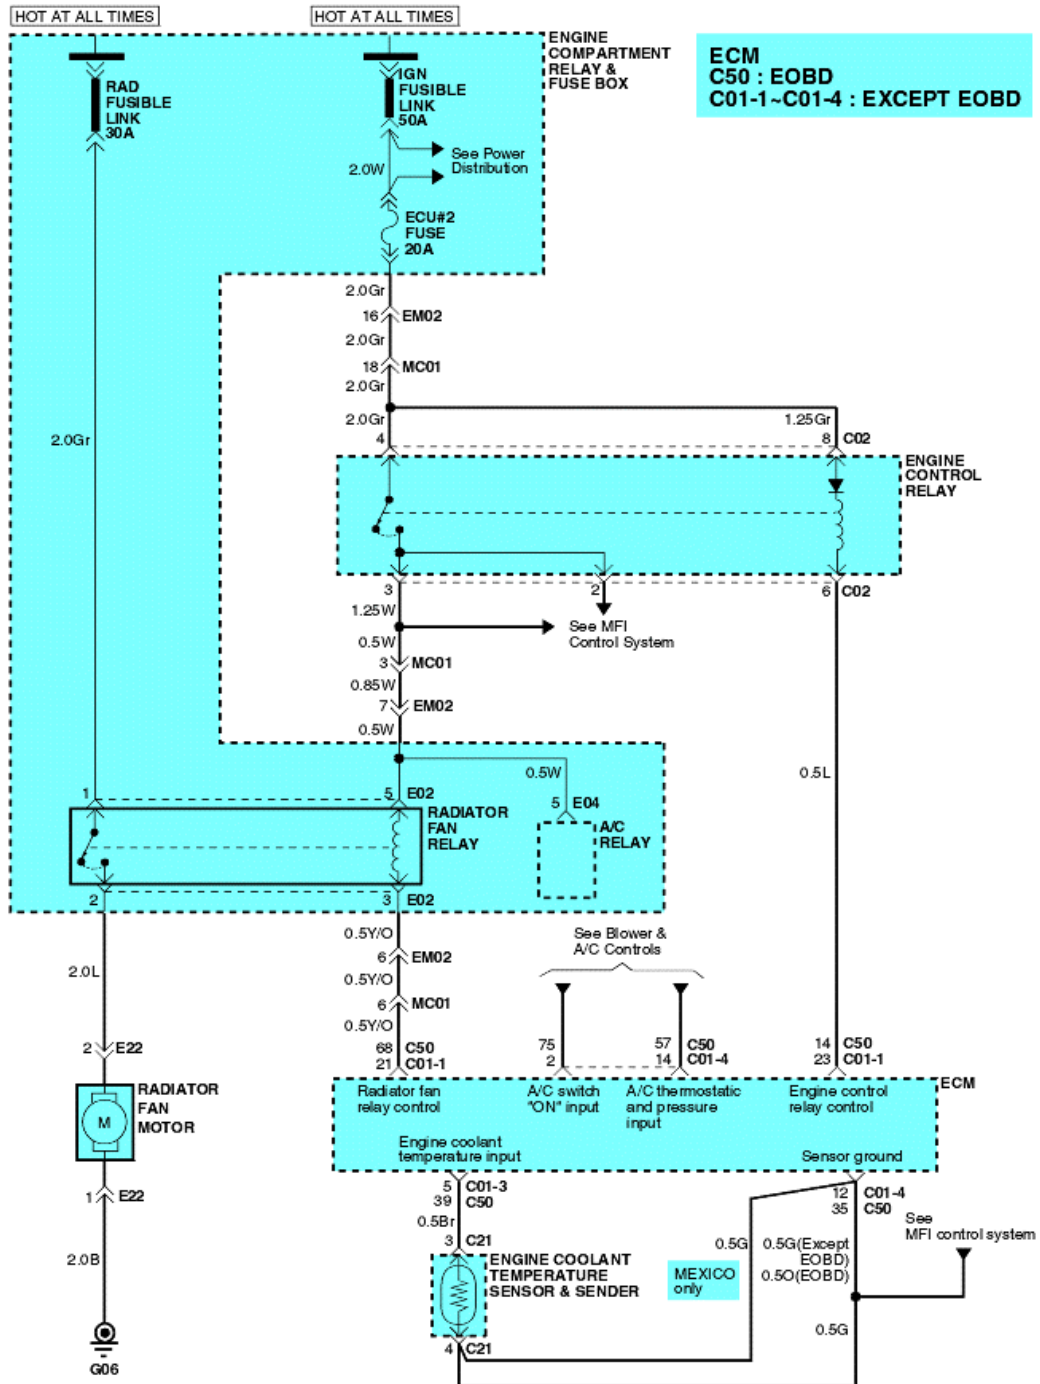 HOT AT ALL TIMES
HOT AT ALL TIMES
ENGINE
COMPARTMENT
RELAY &
FUSE BOX
ECM
C50 : EOBD
C01-1~C01-4 : EXCEPT EOBD
RAD
FUSIBLE
LINK
30A
IGN
FUSIBLE
LINK
50A
See Power
Distribution
2.0W
ECU#2
FUSE
20A
2.0Gr
16 EM02
2.0Gr
18 MC01
2.0Gr
2.0Gr
1.25Gr
2.0Gr
4
8 C02
ENGINE
CONTROL
RELAY
3
2
6 C02
1.25W
See MFI
Control System
0.5W
3 MC01
0.85W
7 EM02
0.5W
0.5W
0.5L
1
5 E02
5 E04
RADIATOR
FAN
RELAY
A/C
RELAY
2
3 E02
0.5Y/O
See Blower &
A/C Controls
6 EM02
2.0L
0.5Y/O
6 MC01
0.5Y/O
2 E22
68 C50
21 C01-1
75
2
57 C50
14 C01-4
14 C50
23 C01-1
ECM
RADIATOR
FAN
MOTOR
M
Radiator fan
relay control
A/C switch
"ON" input
A/C thermostatic
and pressure
input
Engine control
relay control
Engine coolant
temperature input
Sensor ground
1 E22
5 C01-3
39 C50
12 C01-4
35 C50
0.5Br
See
MFI control system
3 C21
0.5G
0.5G(Except
EOBD)
0.5O(EOBD)
2.0B
ENGINE COOLANT
TEMPERATURE
SENSOR & SENDER
MEXICO
only
0.5G
4 C21
G06